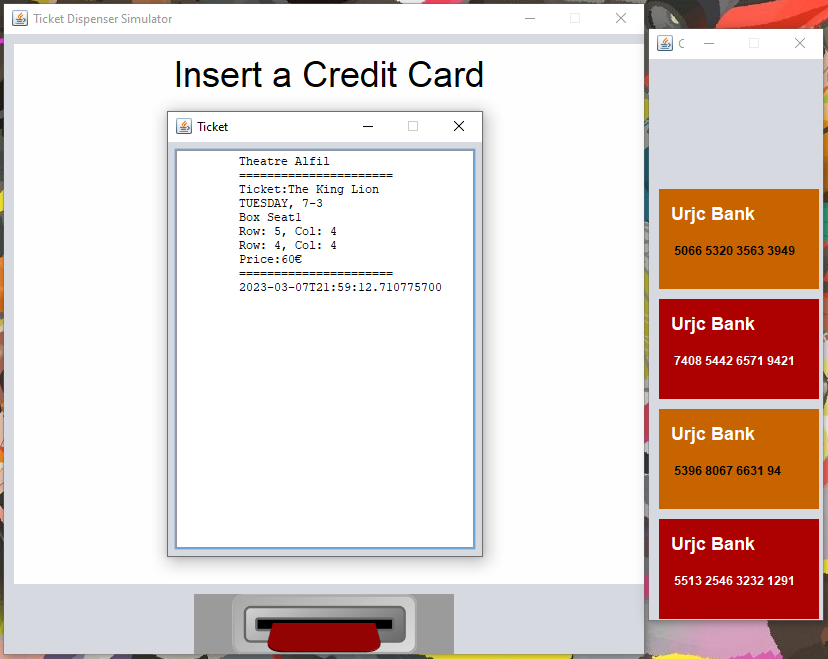 Ticket Dispenser Simulator
Insert a Credit Card
Ticket
Theatre Alfil
======================
Ticket:The King Lion
TUESDAY, 7-3
Box Seat1
Row: 5, Col: 4
Row: 4, Col: 4
Price:60€
======================
2023-03-07T21:59:12.710775700
C
Urjc Bank
5066 5320 3563 3949
Urjc Bank
7408 5442 6571 9421
Urjc Bank
5396 8067 6631 94
Urjc Bank
5513 2546 3232 1291